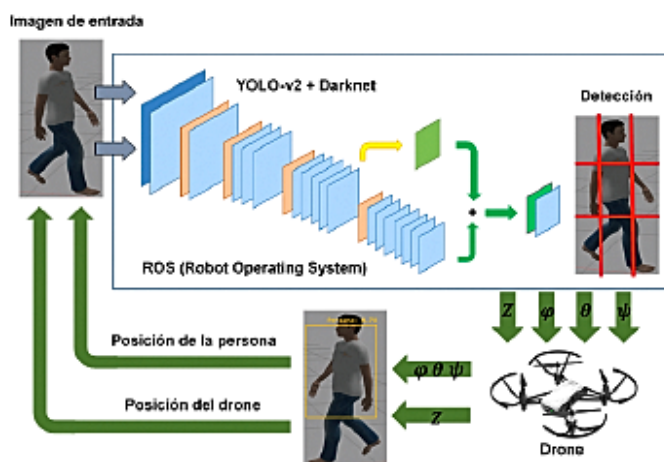 Imagen de entrada
YOLO-v2 + Darknet
Detección
ROS (Robot Operating System)
Z φ θ ψ
Posición de la persona
φ θ ψ
Posición del drone
Z
Drone